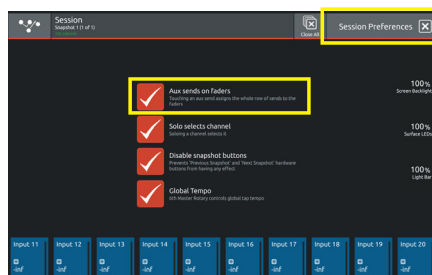 Session
Snapshot 1 (1 of 1)
Close All
Session Preferences
Aux sends on faders
Touching an aux send assigns the whole row of sends to the
faders
100%
Screen Backlight
Solo selects channel
Soloing a channel selects it
100%
Surface LEDs
Disable snapshot buttons
Prevents 'Previous Snapshot' and 'Next Snapshot' hardware
buttons from having any effect.
100%
Light Bar
Global Tempo
6th Master Rotary controls global tap tempo
Input 11 Input 12 Input 13 Input 14 Input 15 Input 16 Input 17 Input 18 Input 19 Input 20
-inf -inf -inf -inf -inf -inf -inf -inf -inf -inf